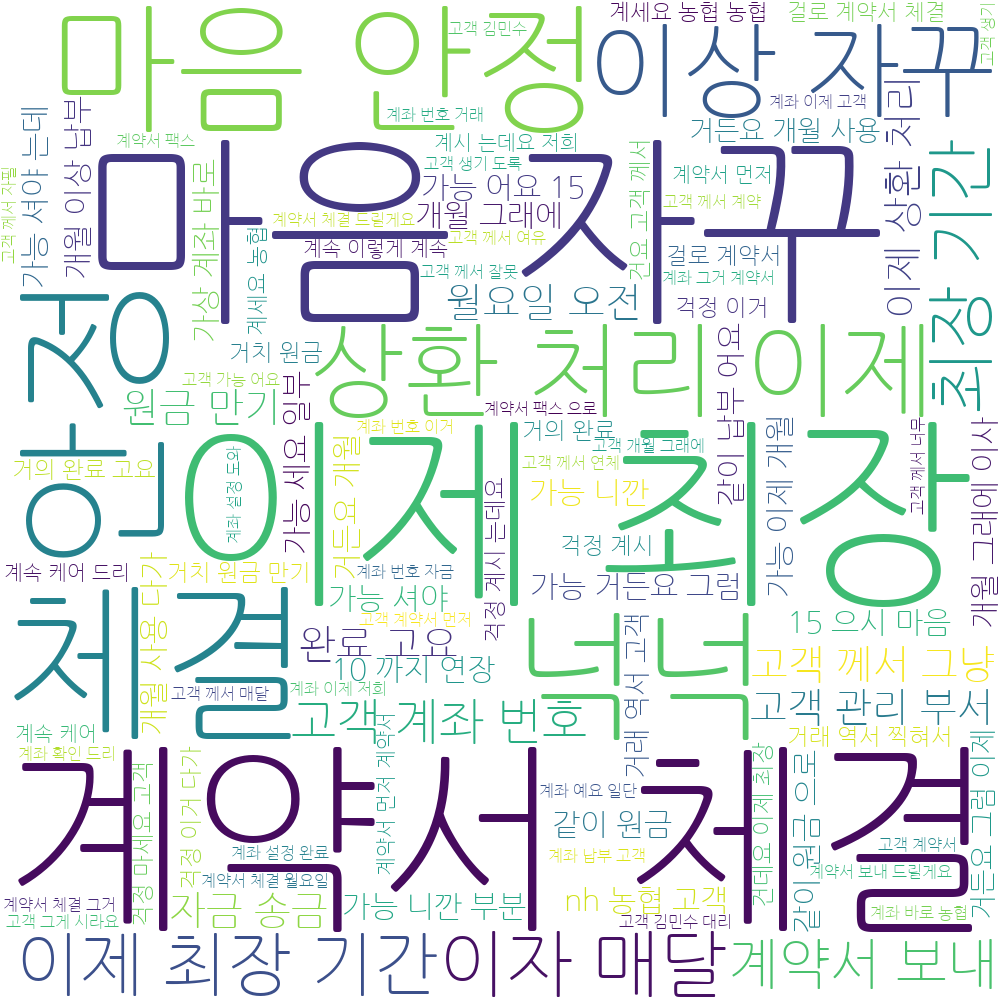 마음 안정
고객 김민수
계세요 농협 농협
걸로 계약서 체결
고객 생기
이상 자꾸
계좌 번호 거래
계좌 이제 고객
계약서 팩스
계시 는데요 저희
거든요 개월 사용
고객 생기 도록
마음 자꾸
가능 어요 15
계약서 먼저
개월 그래에
고객 께서 계약
계약서 체결 드릴게요
고객 께서 여유
계속 이렇게 계속
걸로 계약서
고객 께서 잘못
계좌 그거 계약서
월요일 오전
걱정 이거
고객 께서 자필
가능 셔야 는데
개월 이상 납부
가상 계좌 바로
계세요 농협
건요 고객 께서
이제 상환 처리
최장 기간
안정
거치 원금
상환 처리 이제
고객 가능 어요
원금 만기
계약서 팩스 으로
계좌 번호 이거
거의 완료
고객 개월 그래에
이제 최장
거의 완료 고요
고객 께서 연체
가능 니깐
가능 세요 일부
계좌 설정 도와
거든요 개월
같이 납부 어요
가능 이제 개월
고객 께서 너무
개월 그래에 이사
걱정 계시
계속 케어 드리
거치 원금 만기
계좌 번호 자금
걱정 계시 는데요
가능 셔야
가능 거든요 그럼
체결
고객 계약서 먼저
넉넉
15 으시 마음
완료 고요
10 까지 연장
고객 께서 그냥
개월 사용 다가
고객 께서 매달
계좌 이제 저희
고객 계좌 번호
고객 관리 부서
계속 케어
거래 역서 고객
거래 역서 찍혀서
계좌 확인 드리
계약서 체결
걱정 마세요 고객
걱정 이거 다가
계약서 먼저 계약서
계좌 예요 일단
같이 원금
건데요 이제 최장
같이 원금 으로
거든요 그럼 이제
고객 계약서
계좌 설정 완료
계좌 납부 고객
계약서 체결 월요일
계약서 보내 드릴게요
계약서 체결 그거
nh 농협 고객
고객 그게 시라요
자금 송금
가능 니깐 부분
고객 김민수 대리
계좌 바로 농협
이제 최장 기간
이자 매달
계약서 보내